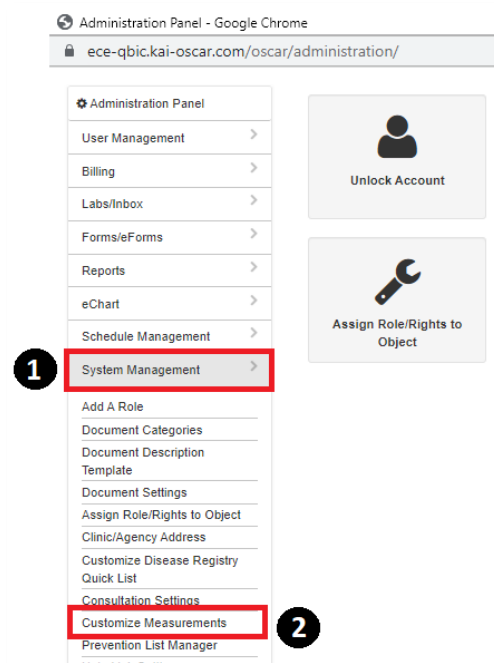 Administration Panel - Google Chrome
ece-qbic.kai-oscar.com/oscar/administration/
Administration Panel
User Management
Billing
Labs/Inbox
Forms/eForms
Reports
eChart
Schedule Management
1
System Management
Add A Role
Document Categories
Document Description
Template
Document Settings
Assign Role/Rights to Object
Clinic/Agency Address
Customize Disease Registry
Quick List
Consultation Settings
Customize Measurements
2
Prevention List Manager
Unlock Account
Assign Role/Rights to
Object